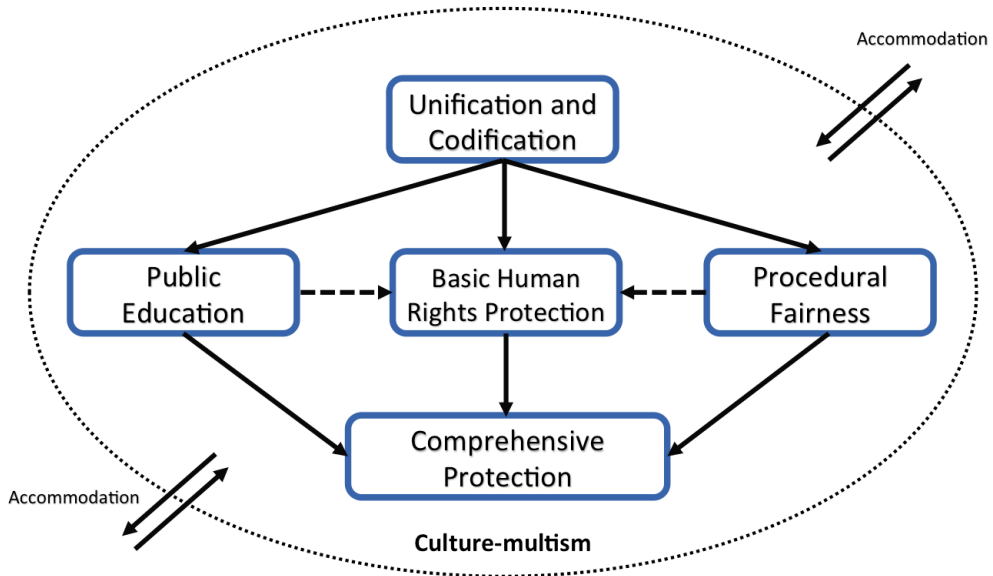 Accommodation
Unification and
Codification
Public
Education
Basic Human
Rights Protection
Procedural
Fairness
Comprehensive
Protection
Accommodation
Culture-multism